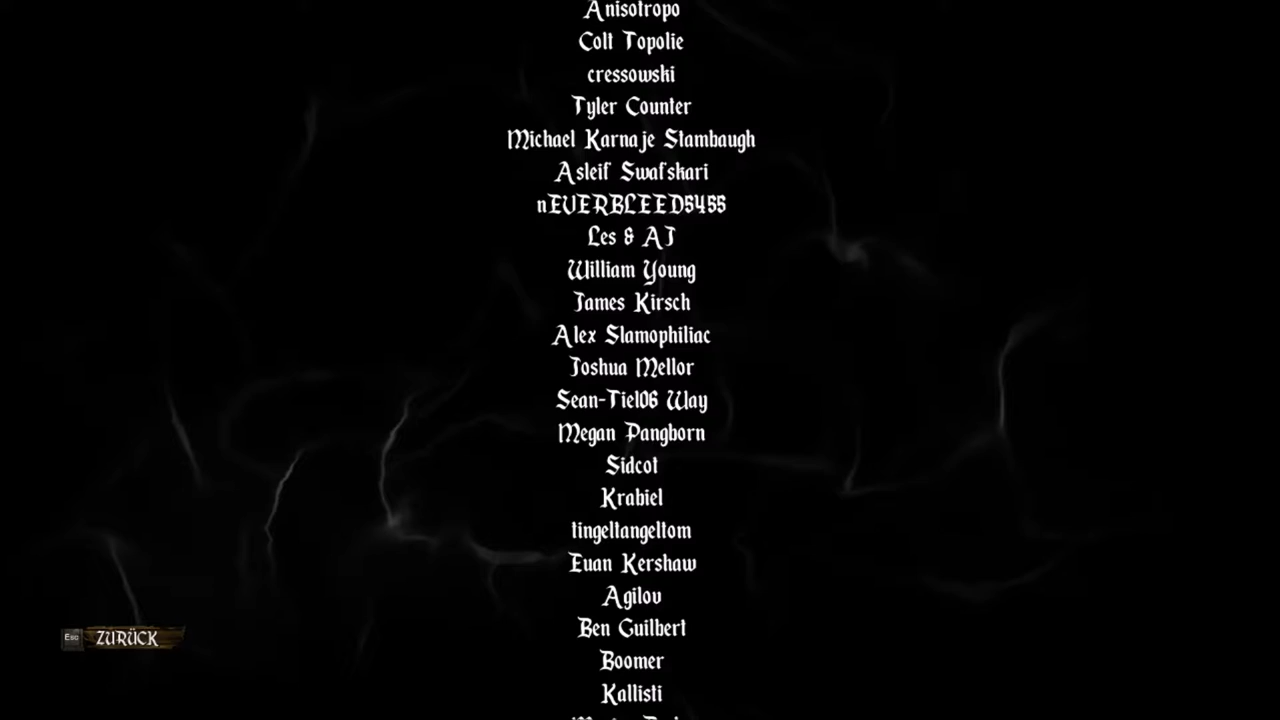 Anisotropo
Colt Topolie
cressowski
Tyler Counter
Michael Karnaje Stambaugh
Asleif Swafskari
nEVERBLEED5455
Les & AJ
William Young
James Kirsch
Alex Slamophiliac
Joshua Mellor
Sean-Tiel06 Way
Megan Pangborn
Sidcot
Krabiel
tingeltangeltom
Euan Kershaw
Agilov
Ben Guilbert
Boomer
Esc ZURÜCK
Kallisti